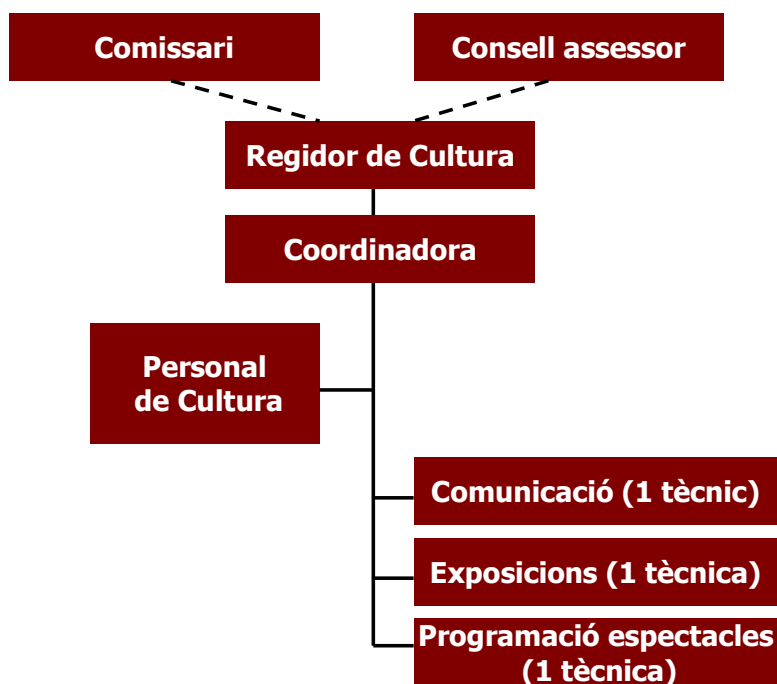 Comissari
Consell assessor
Regidor de Cultura
Coordinadora
Personal
de Cultura
Comunicació (1 tècnic)
Exposicions (1 tècnica)
Programació espectacles
(1 tècnica)